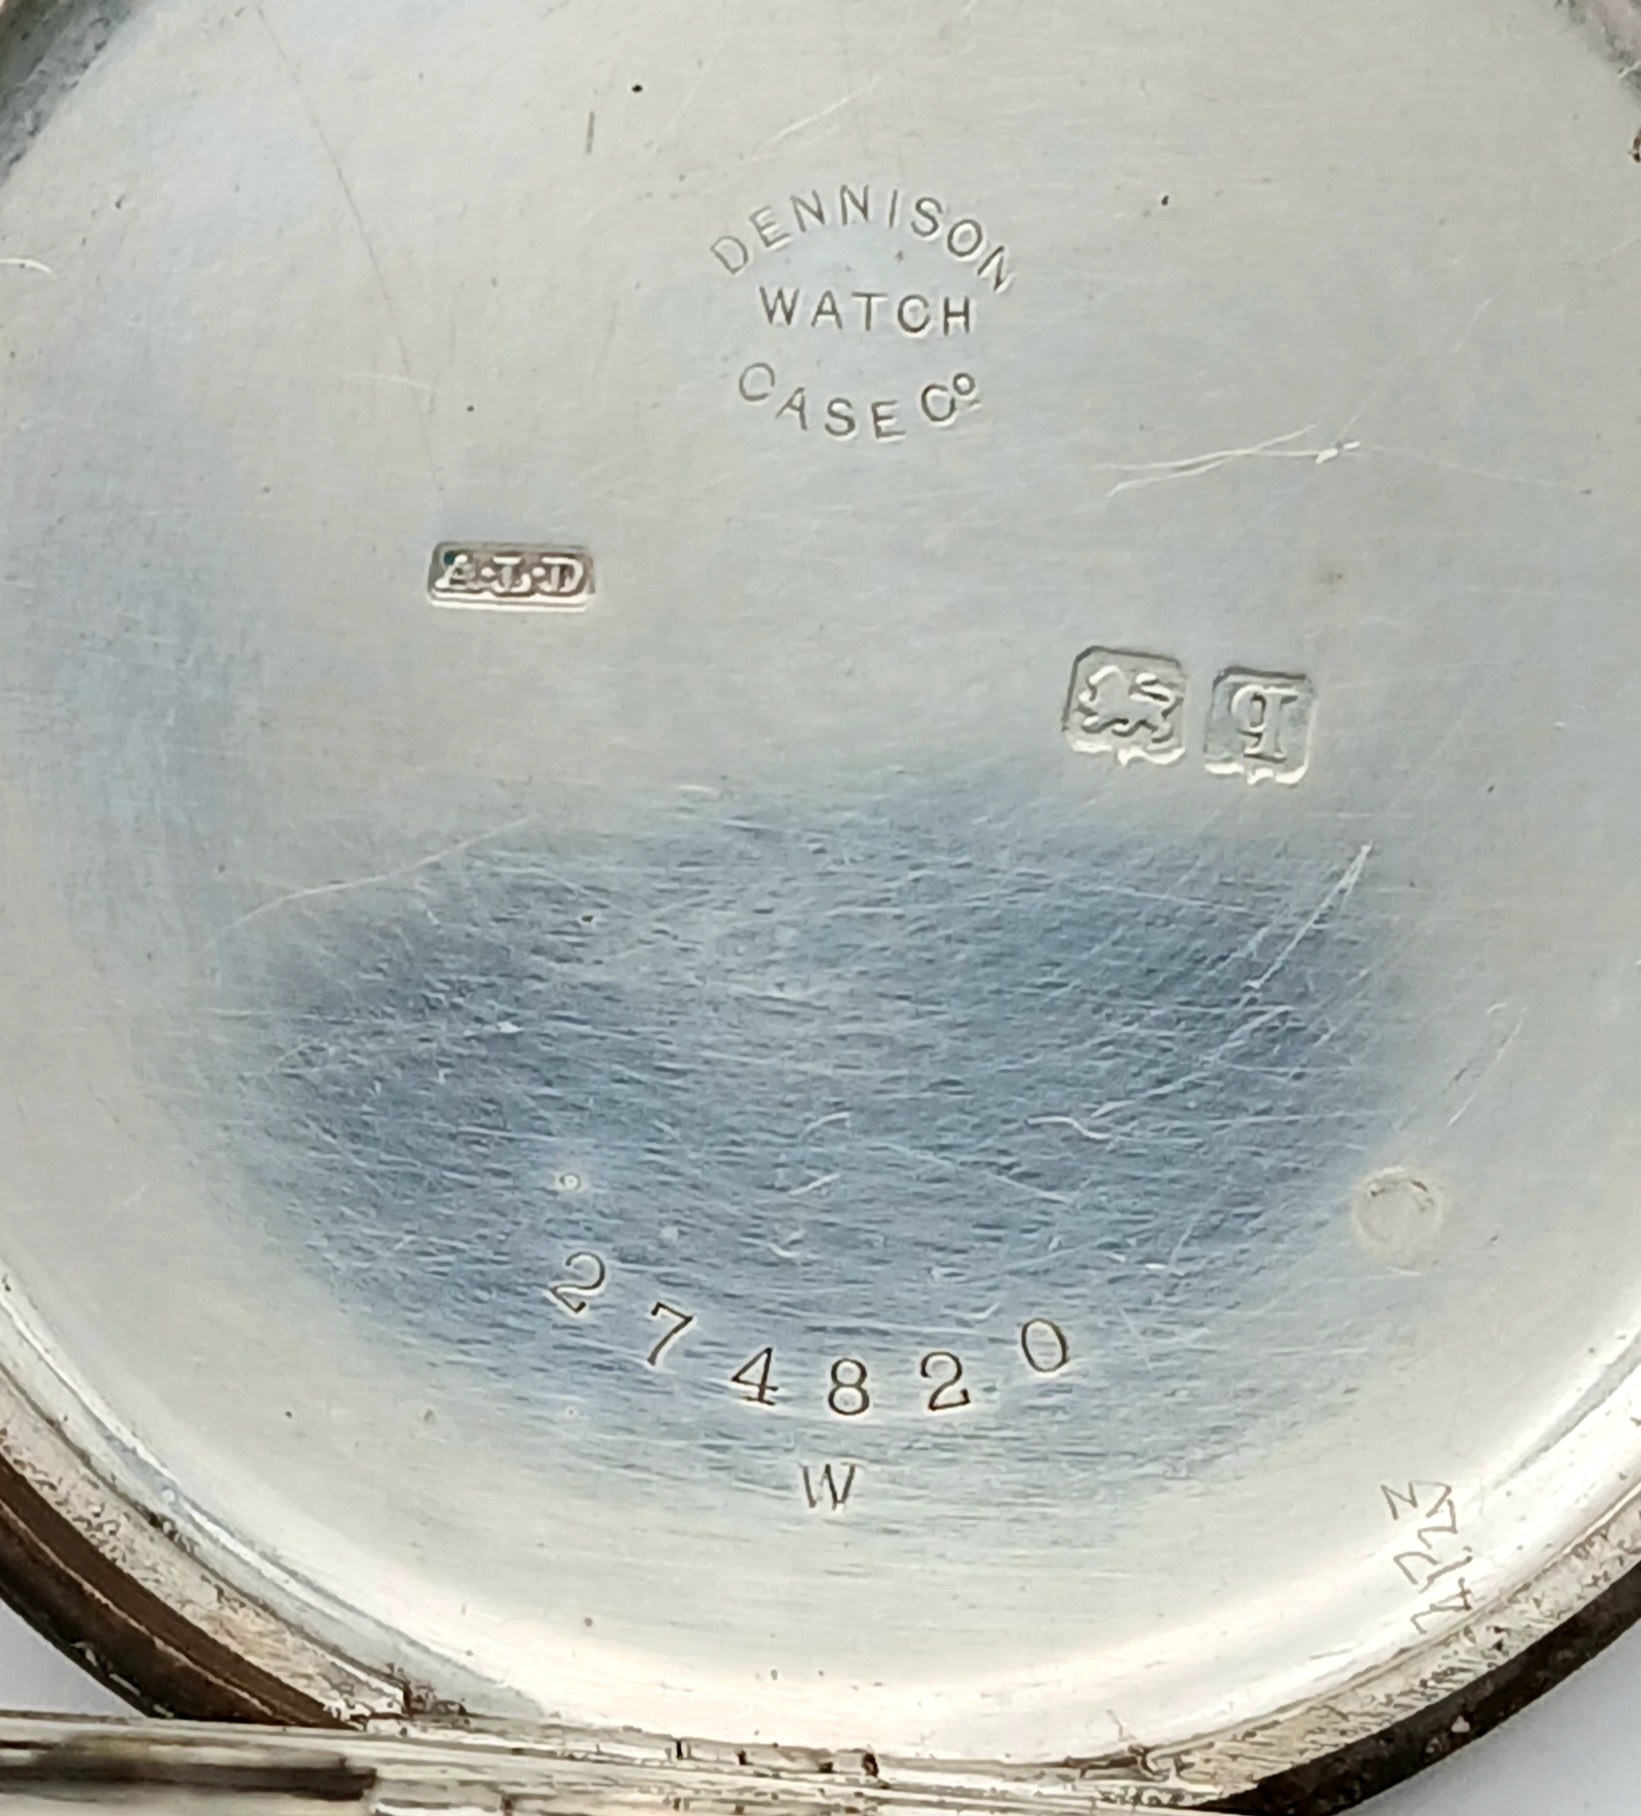 DENNISON
WATCH
CASE Cº
A·L·D
q
274820
W